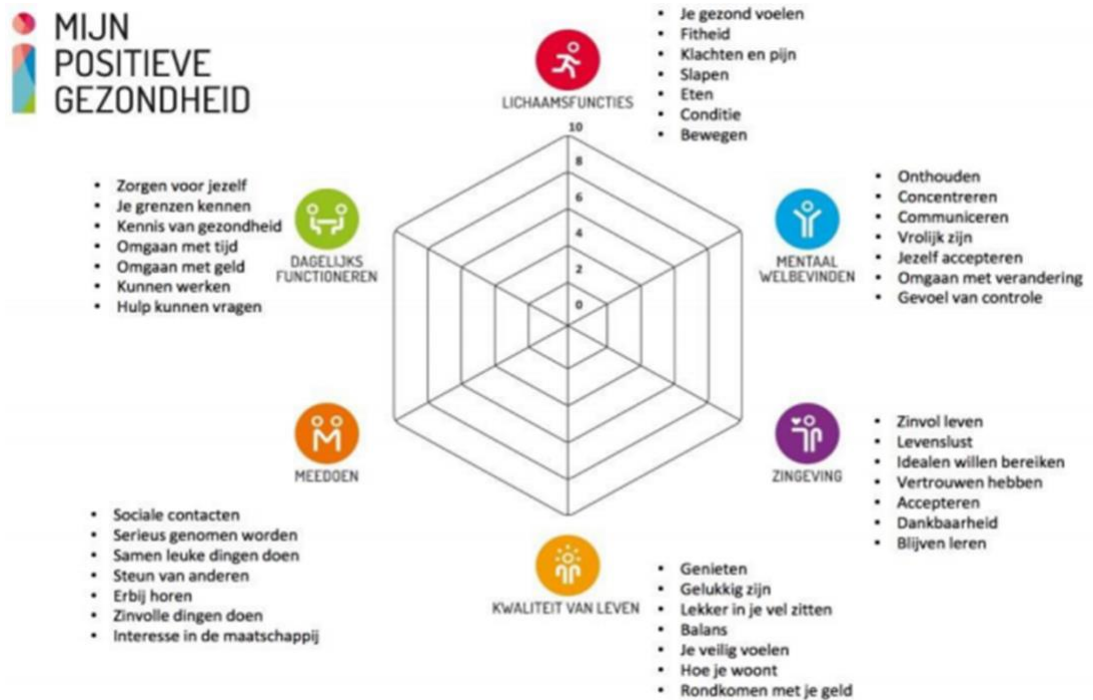 MIJN
POSITIEVE
GEZONDHEID
LICHAAMSFUNCTIES
• Je gezond voelen
• Fitheid
• Klachten en pijn
• Slapen
• Eten
• Conditie
• Bewegen
10
8
6
4
2
0
MENTAAL
WELBEVINDEN
• Onthouden
• Concentreren
• Communiceren
• Vrolijk zijn
• Jezelf accepteren
• Omgaan met verandering
• Gevoel van controle
ZINGEVING
• Zinvol leven
• Levenslust
• Idealen willen bereiken
• Vertrouwen hebben
• Accepteren
• Dankbaarheid
• Blijven leren
KWALITEIT VAN LEVEN
• Genieten
• Gelukkig zijn
• Lekker in je vel zitten
• Balans
• Je veilig voelen
• Hoe je woont
• Rondkomen met je geld
MEEDOEN
• Sociale contacten
• Serieus genomen worden
• Samen leuke dingen doen
• Steun van anderen
• Erbij horen
• Zinvolle dingen doen
• Interesse in de maatschappij
DAGELIJKS
FUNCTIONEREN
• Zorgen voor jezelf
• Je grenzen kennen
• Kennis van gezondheid
• Omgaan met tijd
• Omgaan met geld
• Kunnen werken
• Hulp kunnen vragen